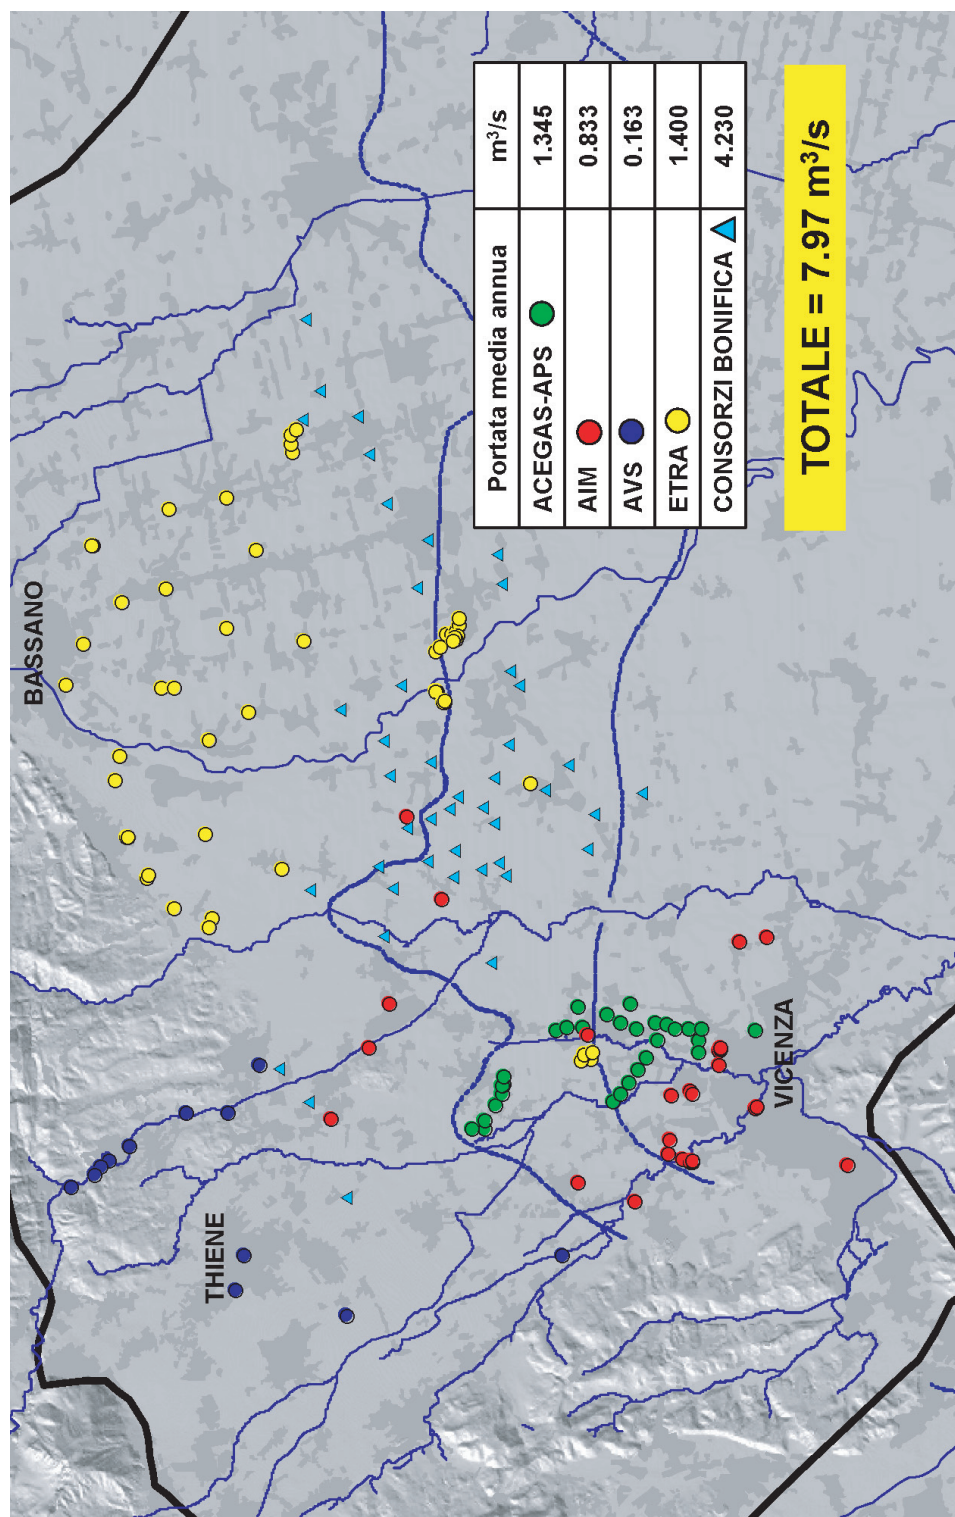 BASSANO
THIENE
VICENZA
Portata media annua m³/s
ACEGAS-APS 1.345
AIM 0.833
AVS 0.163
ETRA 1.400
CONSORZI BONIFICA 4.230
TOTALE = 7.97 m³/s